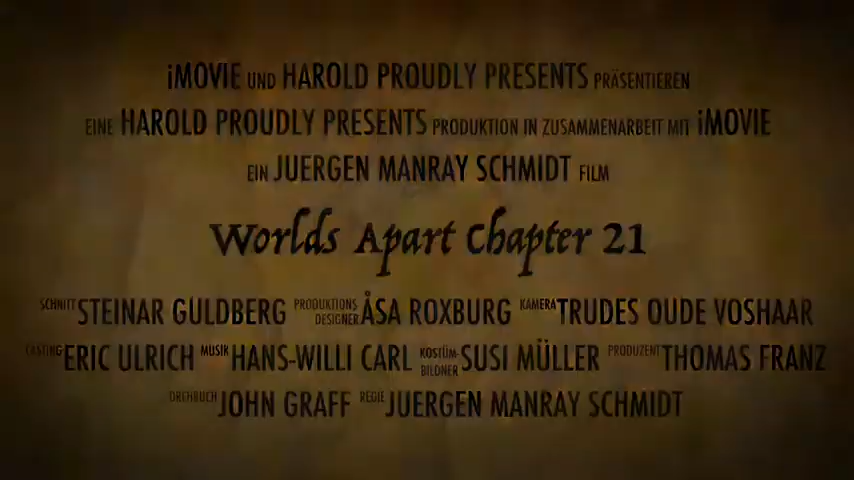 iMOVIE UND HAROLD PROUDLY PRESENTS PRÄSENTIEREN
EINE HAROLD PROUDLY PRESENTS PRODUKTION IN ZUSAMMENARBEIT MIT iMOVIE
EIN JUERGEN MANRAY SCHMIDT FILM
Worlds Apart Chapter 21
SCHNITT STEINAR GULDBERG PRODUKTIONS DESIGNER ÅSA ROXBURG KAMERA TRUDES OUDE VOSHAAR
CASTING ERIC ULRICH MUSIK HANS-WILLI CARL KOSTÜM- BILDNER SUSI MÜLLER PRODUZENT THOMAS FRANZ
DREHBUCH JOHN GRAFF REGIE JUERGEN MANRAY SCHMIDT